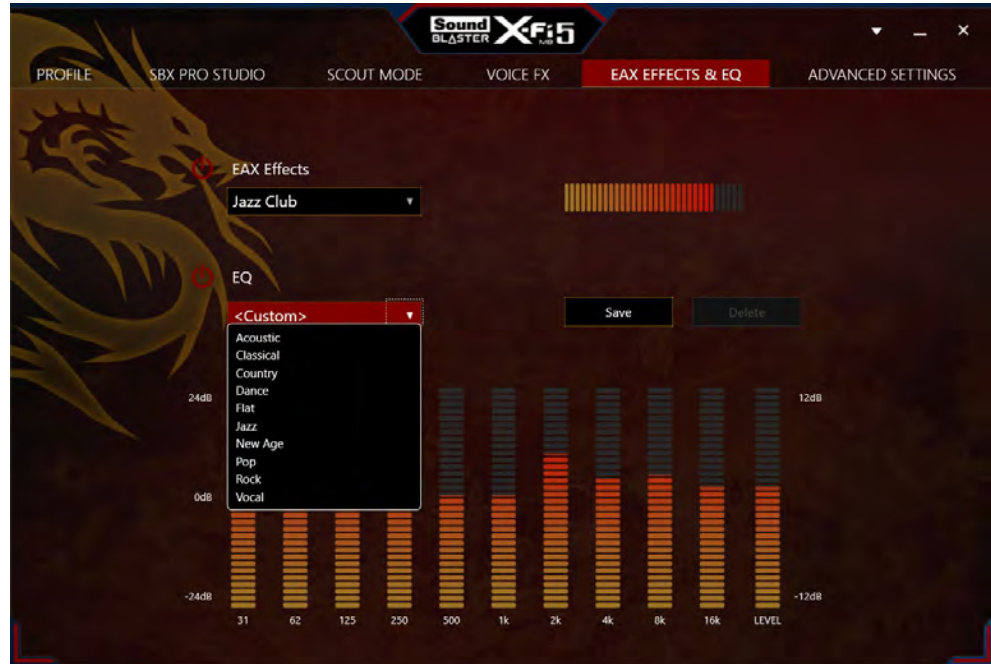 Sound BLASTER X-Fi MB 5
PROFILE SBX PRO STUDIO SCOUT MODE VOICE FX EAX EFFECTS & EQ ADVANCED SETTINGS
EAX Effects
Jazz Club
EQ
<Custom> Save Delete
Acoustic
Classical
Country
Dance
24dB 12dB
Flat
Jazz
New Age
Pop
Rock
0dB Vocal
-24dB -12dB
31 62 125 250 500 1k 2k 4k 8k 16k LEVEL